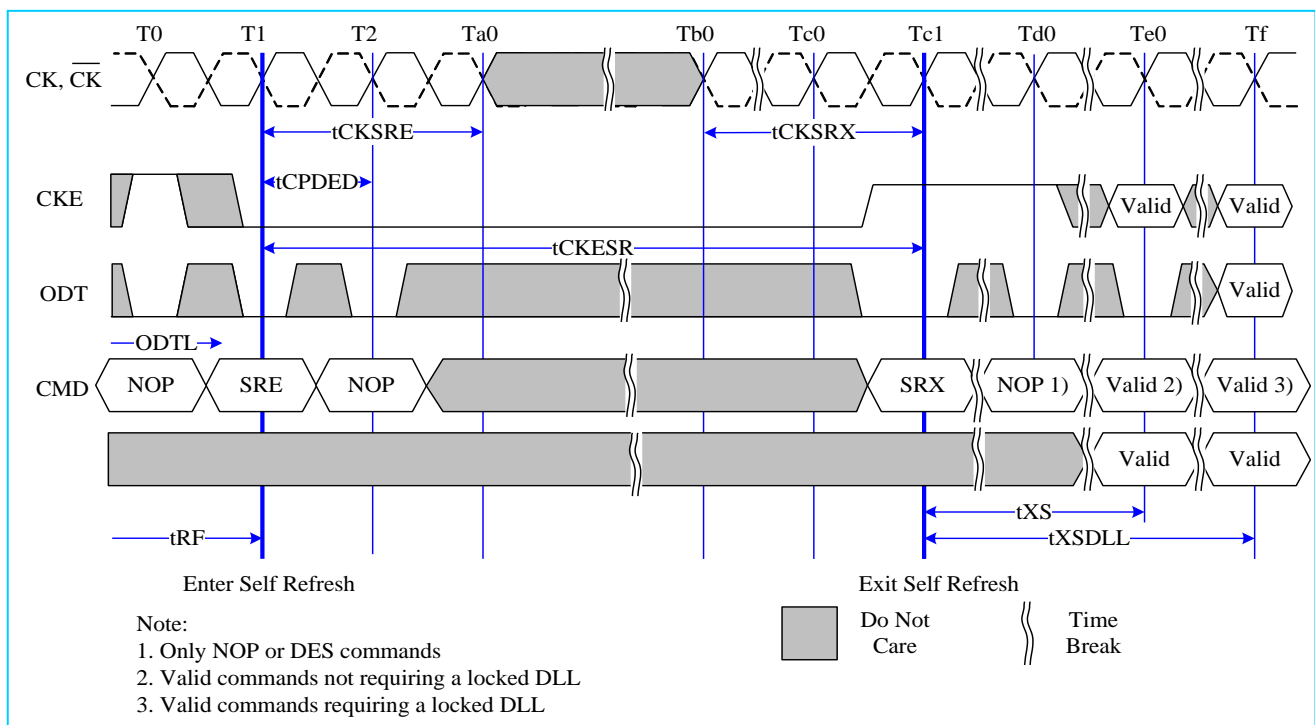 T0 T1 T2 Ta0 Tb0 Tc0 Tc1 Td0 Te0 Tf
CK, CK
tCKSRE tCKSRX
tCPDED
CKE Valid Valid
tCKESR
ODT Valid
ODTL
CMD NOP SRE NOP SRX NOP 1) Valid 2) Valid 3)
Valid Valid
tXS
tRF tXSDLL
Enter Self Refresh Exit Self Refresh
Do Not Care
Time Break
Note:
1. Only NOP or DES commands
2. Valid commands not requiring a locked DLL
3. Valid commands requiring a locked DLL